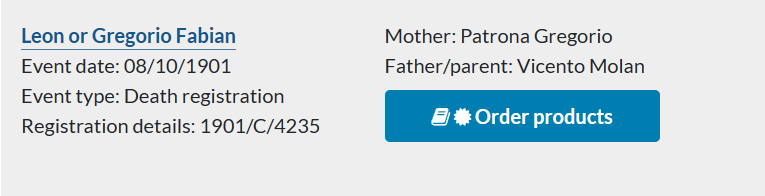 Leon or Gregorio Fabian
Event date: 08/10/1901
Event type: Death registration
Registration details: 1901/C/4235
Mother: Patrona Gregorio
Father/parent: Vicento Molan
Order products